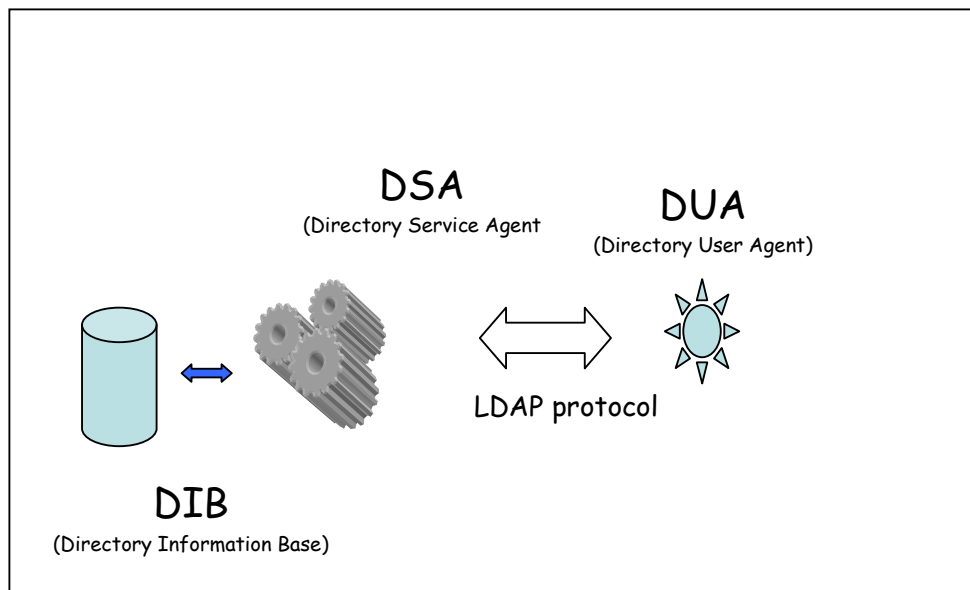 DSA
(Directory Service Agent
DUA
(Directory User Agent)
LDAP protocol
DIB
(Directory Information Base)